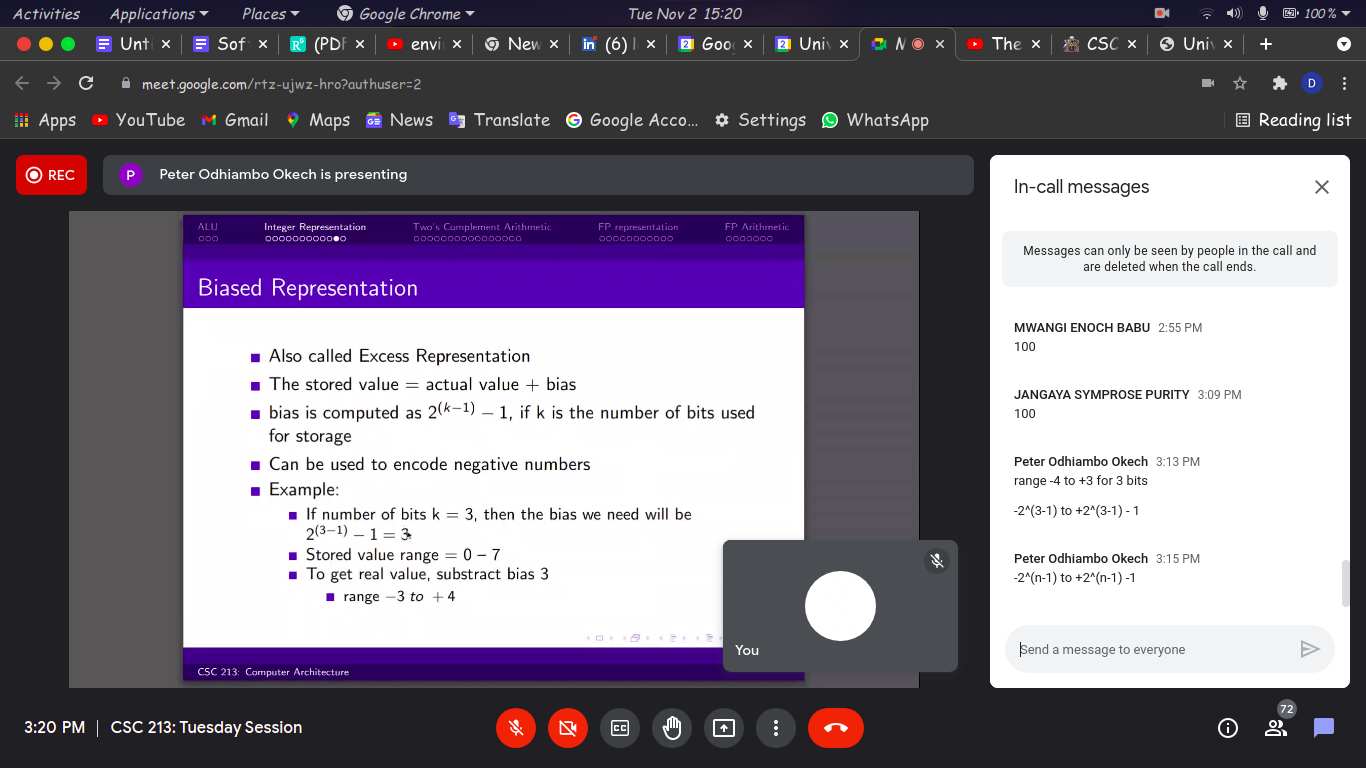 Activities Applications Places Google Chrome Tue Nov 2 15:20 100 %
Unti Sof (PDF envi New (6) I Goo Univ M The CSC Univ
meet.google.com/rtz-ujwz-hro?authuser=2 D
Apps YouTube Gmail Maps News Translate Google Acco... Settings WhatsApp Reading list
REC P Peter Odhiambo Okech is presenting
ALU Integer Representation Two's Complement Arithmetic FP representation FP Arithmetic
Biased Representation
Also called Excess Representation
The stored value = actual value + bias
bias is computed as 2^(k−1) − 1, if k is the number of bits used
for storage
Can be used to encode negative numbers
Example:
If number of bits k = 3, then the bias we need will be
2^(3−1) − 1 = 3
Stored value range = 0 − 7
To get real value, substract bias 3
range −3 to + 4
CSC 213: Computer Architecture
You
In-call messages
Messages can only be seen by people in the call and
are deleted when the call ends.
MWANGI ENOCH BABU 2:55 PM
100
JANGAYA SYMPROSE PURITY 3:09 PM
100
Peter Odhiambo Okech 3:13 PM
range -4 to +3 for 3 bits
-2^(3-1) to +2^(3-1) - 1
Peter Odhiambo Okech 3:15 PM
-2^(n-1) to +2^(n-1) -1
Send a message to everyone
3:20 PM | CSC 213: Tuesday Session
72